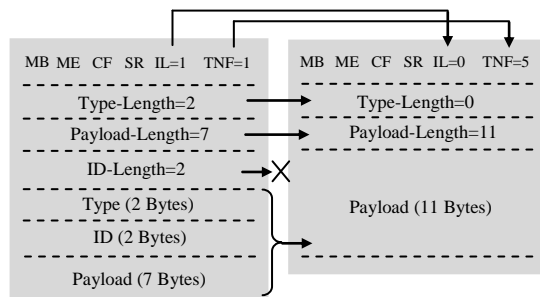 MB ME CF SR IL=1 TNF=1
Type-Length=2
Payload-Length=7
ID-Length=2
Type (2 Bytes)
ID (2 Bytes)
Payload (7 Bytes)
MB ME CF SR IL=0 TNF=5
Type-Length=0
Payload-Length=11
Payload (11 Bytes)